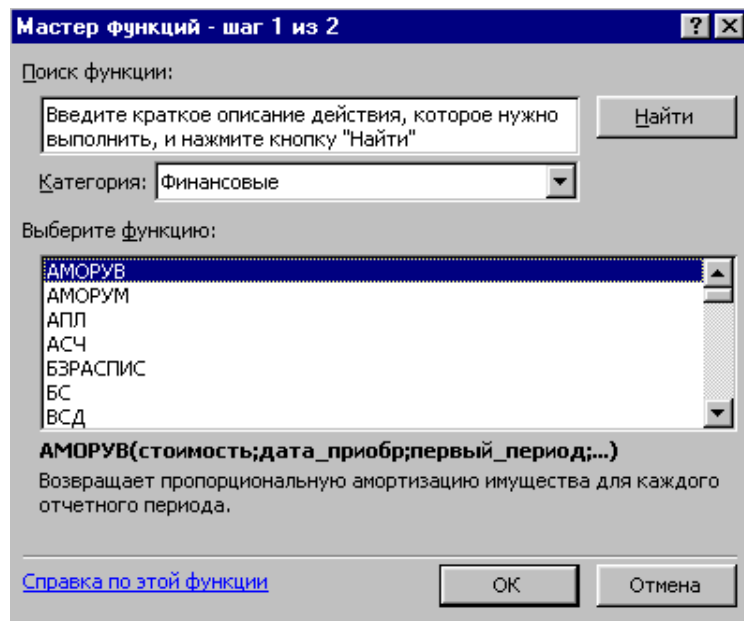 Мастер функций - шаг 1 из 2
Поиск функции:
Введите краткое описание действия, которое нужно
выполнить, и нажмите кнопку "Найти"
Найти
Категория: Финансовые
Выберите функцию:
АМОРУВ
АМОРУМ
АПЛ
АСЧ
БЗРАСПИС
БС
ВСД
АМОРУВ(стоимость;дата_приобр;первый_период;...)
Возвращает пропорциональную амортизацию имущества для каждого
отчетного периода.
Справка по этой функции
ОК
Отмена